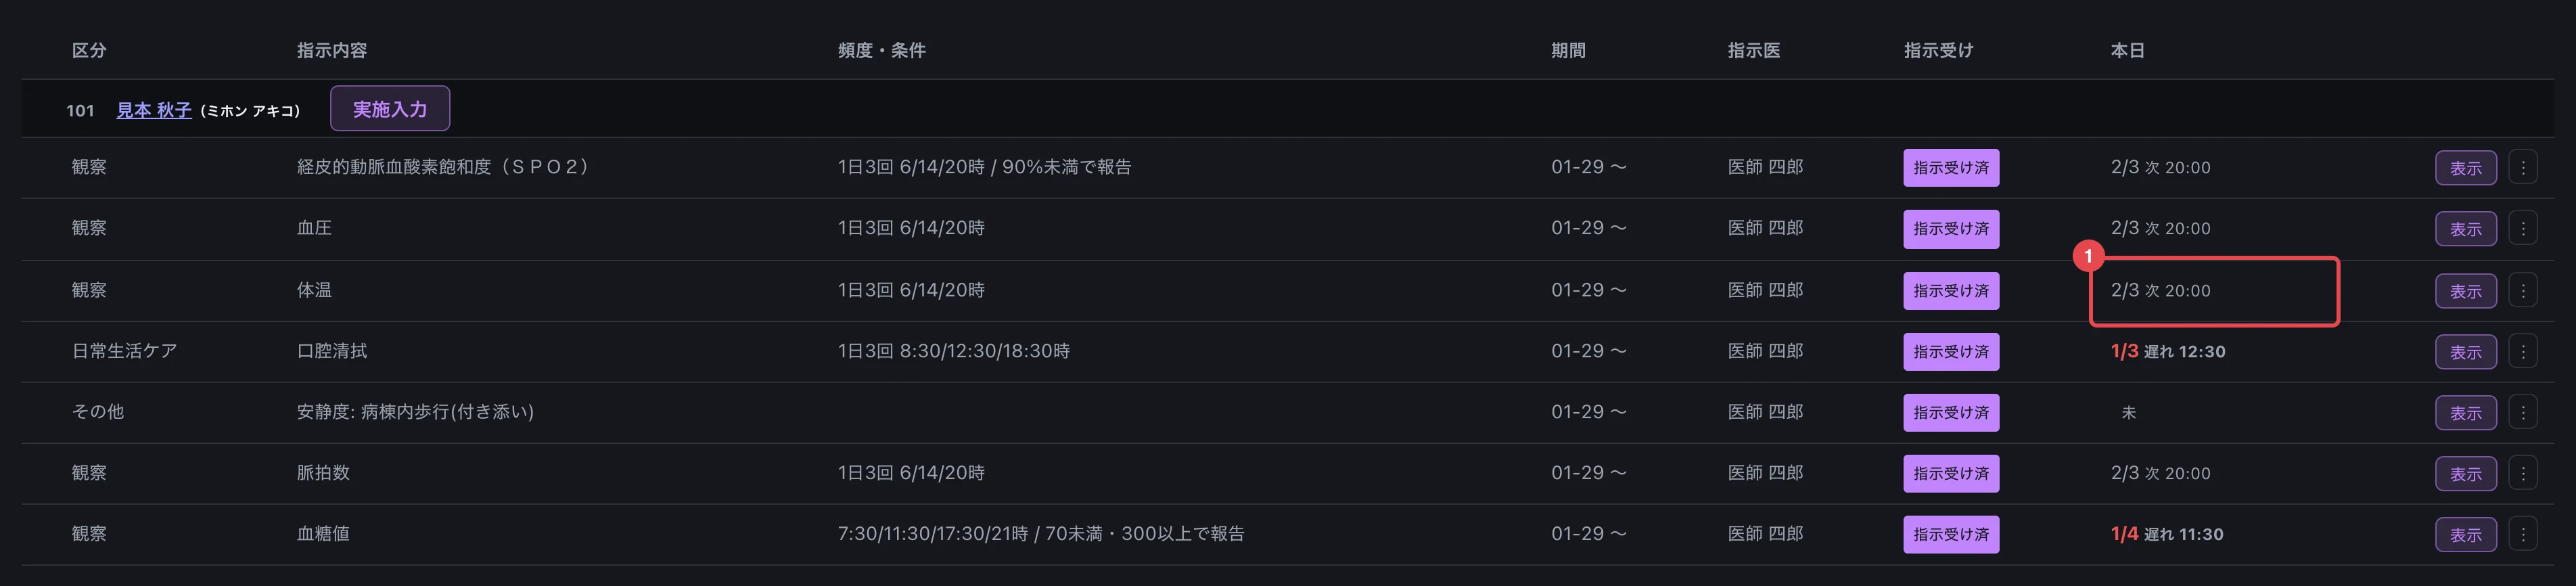 区分 指示内容 頻度・条件 期間 指示医 指示受け 本日
101 見本 秋子 (ミホン アキコ) 実施入力
観察 経皮的動脈血酸素飽和度（ＳＰＯ２） 1日3回 6/14/20時 / 90%未満で報告 01-29 〜 医師 四郎 指示受け済 2/3 次 20:00 表示
観察 血圧 1日3回 6/14/20時 01-29 〜 医師 四郎 指示受け済 2/3 次 20:00 表示
1
観察 体温 1日3回 6/14/20時 01-29 〜 医師 四郎 指示受け済 2/3 次 20:00 表示
日常生活ケア 口腔清拭 1日3回 8:30/12:30/18:30時 01-29 〜 医師 四郎 指示受け済 1/3 遅れ 12:30 表示
その他 安静度: 病棟内歩行(付き添い) 01-29 〜 医師 四郎 指示受け済 未 表示
観察 脈拍数 1日3回 6/14/20時 01-29 〜 医師 四郎 指示受け済 2/3 次 20:00 表示
観察 血糖値 7:30/11:30/17:30/21時 / 70未満・300以上で報告 01-29 〜 医師 四郎 指示受け済 1/4 遅れ 11:30 表示